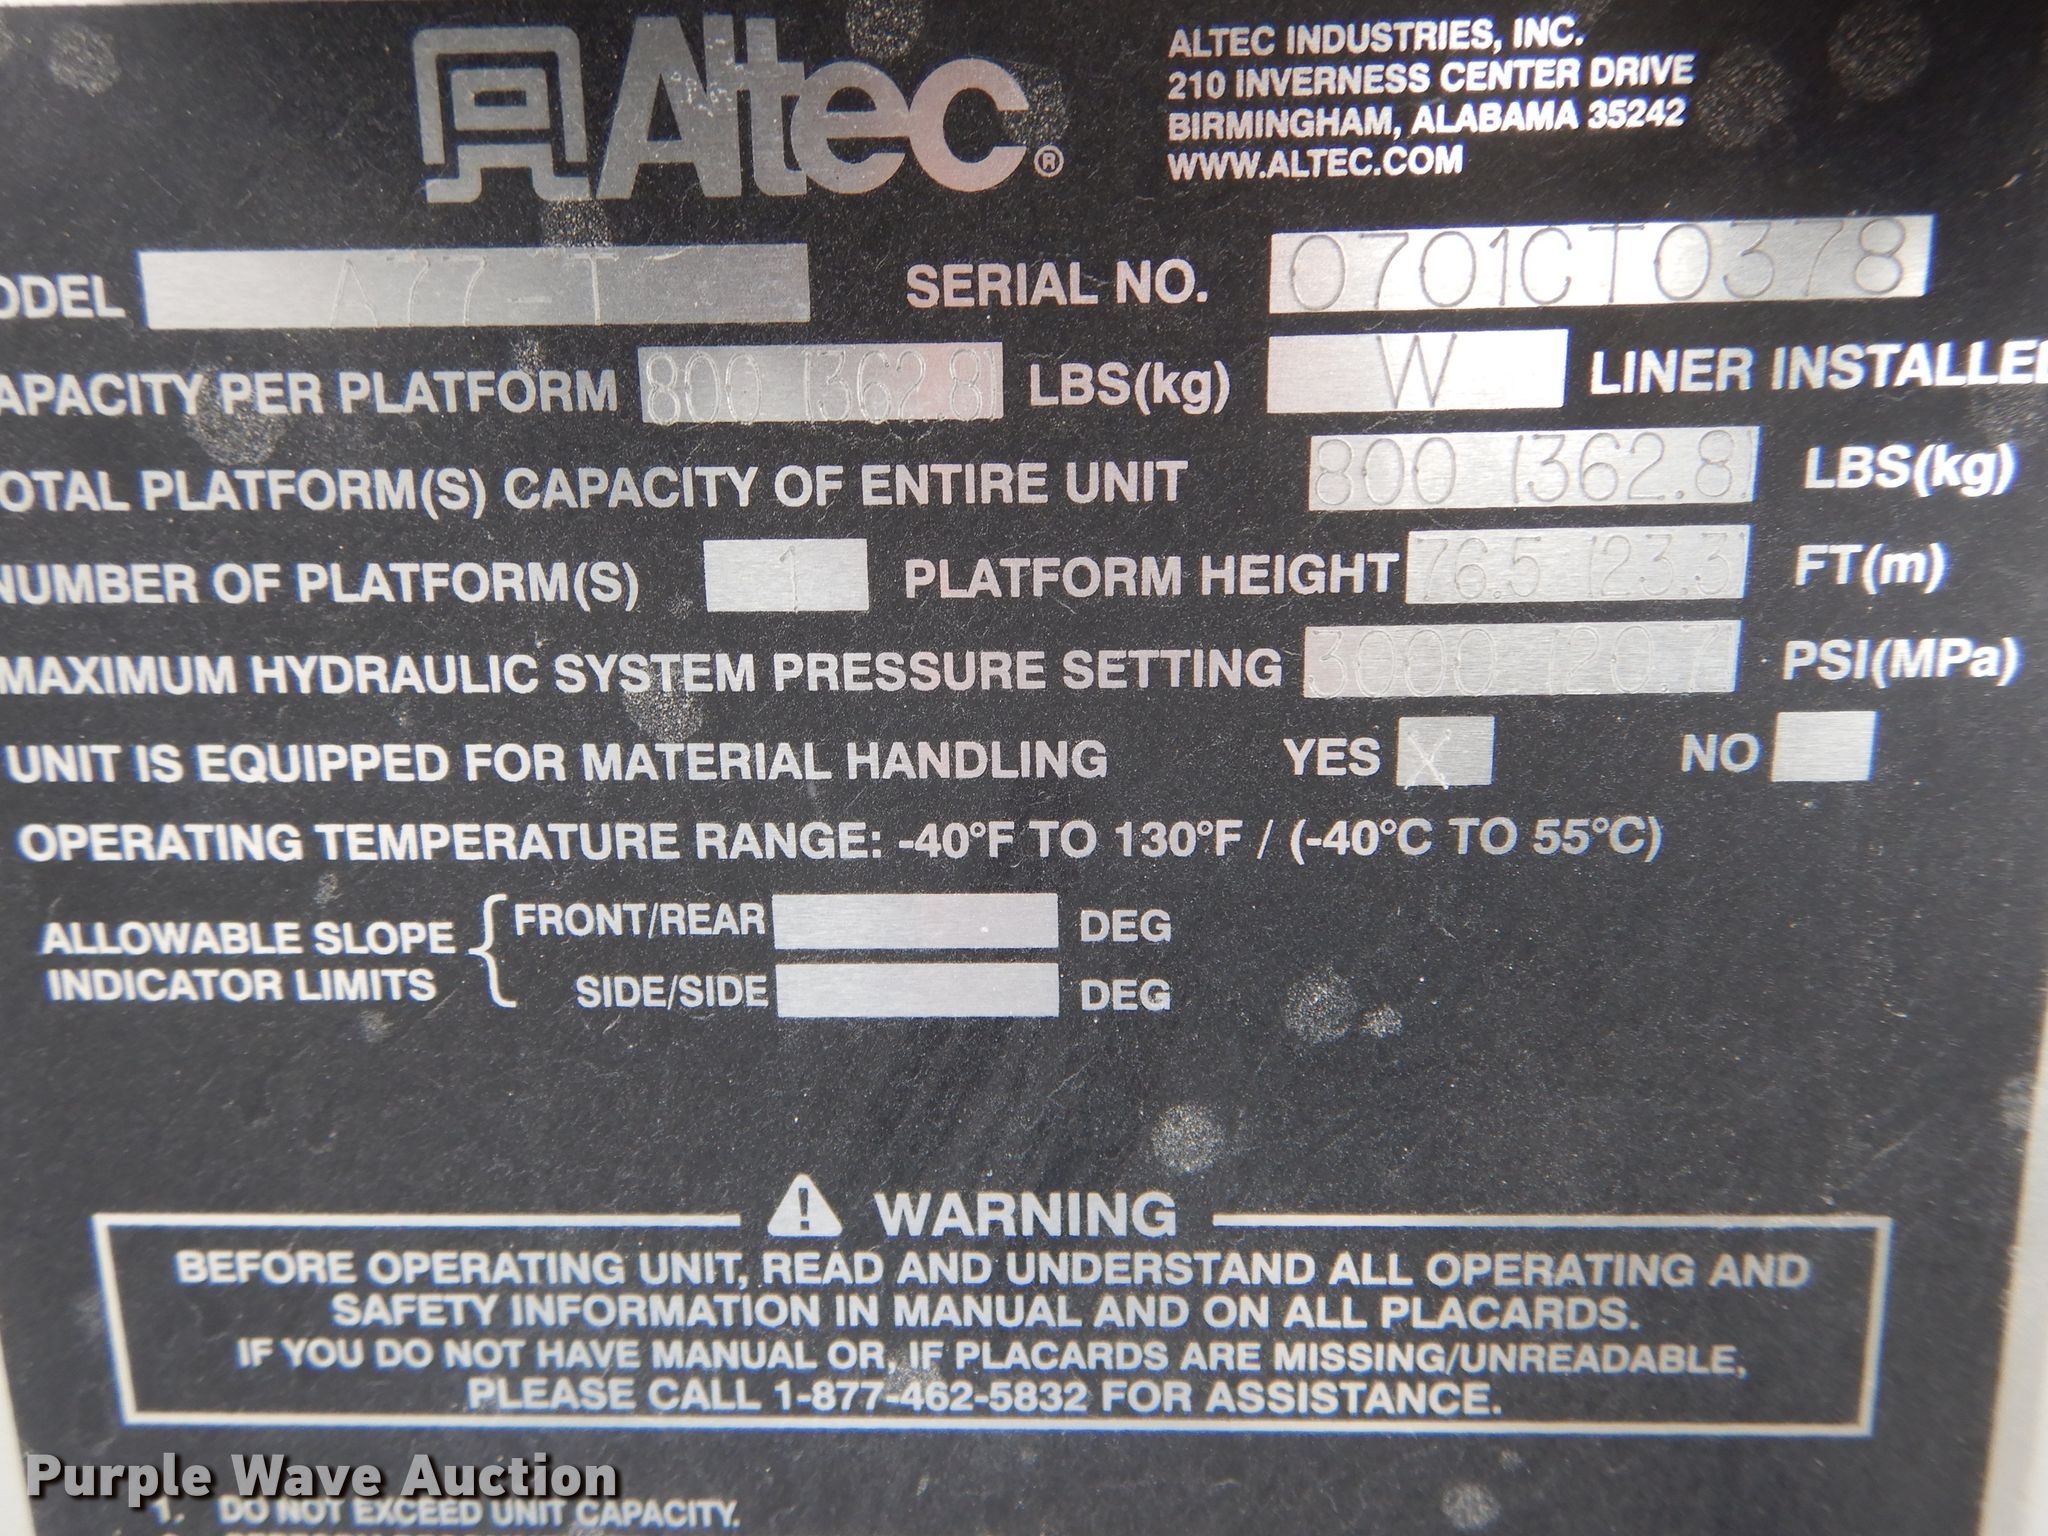 Altec®
ALTEC INDUSTRIES, INC.
210 INVERNESS CENTER DRIVE
BIRMINGHAM, ALABAMA 35242
WWW.ALTEC.COM
ODEL A77-T SERIAL NO. 0701CT0378
APACITY PER PLATFORM 800 (362.8) LBS(kg) W LINER INSTALLE
OTAL PLATFORM(S) CAPACITY OF ENTIRE UNIT 800 (362.8) LBS(kg)
NUMBER OF PLATFORM(S) 1 PLATFORM HEIGHT 76.5 (23.3) FT(m)
MAXIMUM HYDRAULIC SYSTEM PRESSURE SETTING 3000 (20.7) PSI(MPa)
UNIT IS EQUIPPED FOR MATERIAL HANDLING YES X NO
OPERATING TEMPERATURE RANGE: -40°F TO 130°F / (-40°C TO 55°C)
ALLOWABLE SLOPE INDICATOR LIMITS
FRONT/REAR DEG
SIDE/SIDE DEG
WARNING
BEFORE OPERATING UNIT, READ AND UNDERSTAND ALL OPERATING AND
SAFETY INFORMATION IN MANUAL AND ON ALL PLACARDS.
IF YOU DO NOT HAVE MANUAL OR, IF PLACARDS ARE MISSING/UNREADABLE,
PLEASE CALL 1-877-462-5832 FOR ASSISTANCE.
Purple Wave Auction
1. DO NOT EXCEED UNIT CAPACITY.